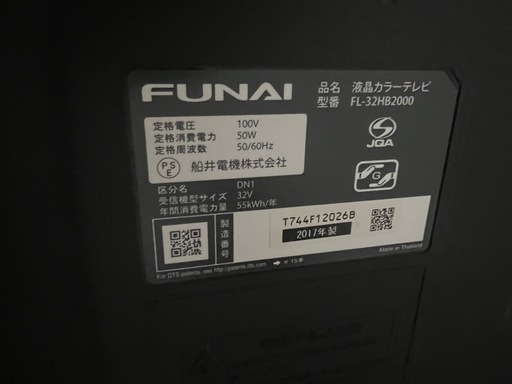 FUNAI
品名 液晶カラーテレビ
型番 FL-32HB2000
定格電圧 100V
定格消費電力 50W
定格周波数 50/60Hz
PSE 船井電機株式会社
JQA
G
区分名 DN1
受信機型サイズ 32V
年間消費電力量 55kWh/年
製造番号
T744F12026B
2017年製
Made in Thailand
For DTS patents, see http://patents.dts.com.
→ × 15本